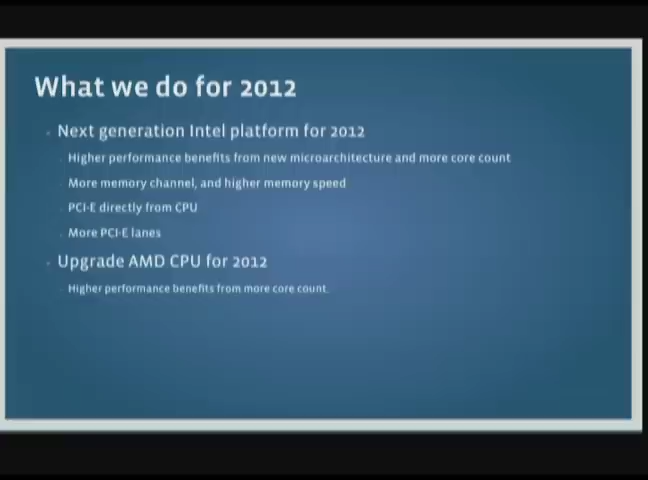 What we do for 2012
Next generation Intel platform for 2012
Higher performance benefits from new microarchitecture and more core count
More memory channel, and higher memory speed
PCI-E directly from CPU
More PCI-E lanes
Upgrade AMD CPU for 2012
Higher performance benefits from more core count